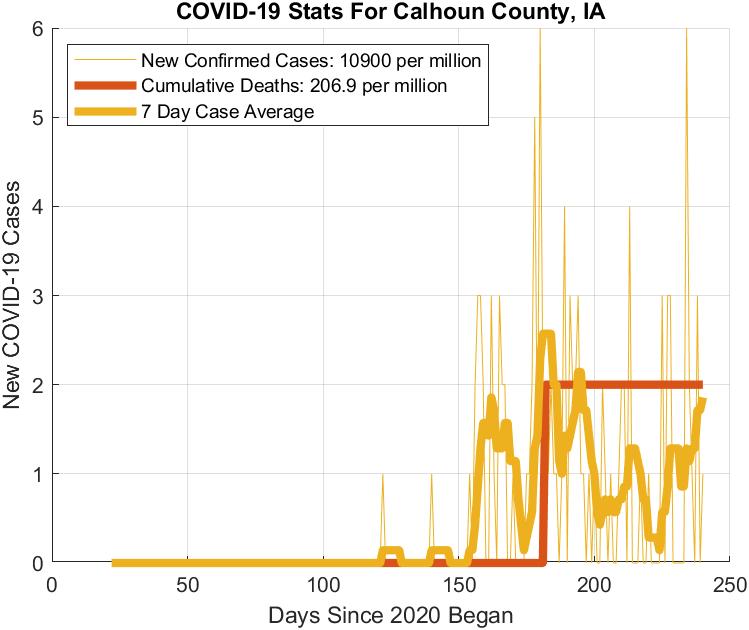 COVID-19 Stats For Calhoun County, IA
New Confirmed Cases: 10900 per million
Cumulative Deaths: 206.9 per million
7 Day Case Average
New COVID-19 Cases
6
5
4
3
2
1
0
0 50 100 150 200 250
Days Since 2020 Began